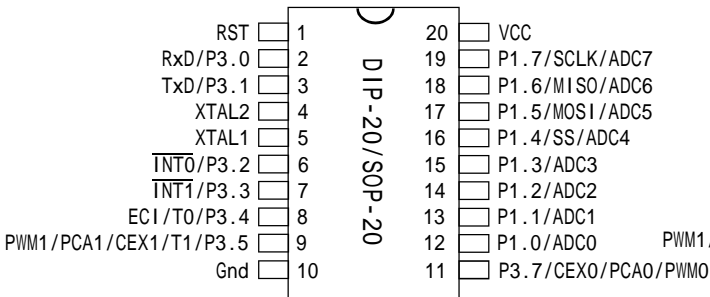 RST 1 20 VCC
RxD/P3.0 2 19 P1.7/SCLK/ADC7
TxD/P3.1 3 18 P1.6/MISO/ADC6
XTAL2 4 17 P1.5/MOSI/ADC5
XTAL1 5 16 P1.4/SS/ADC4
INT0/P3.2 6 15 P1.3/ADC3
INT1/P3.3 7 14 P1.2/ADC2
ECI/T0/P3.4 8 13 P1.1/ADC1
PWM1/PCA1/CEX1/T1/P3.5 9 12 P1.0/ADC0 PWM1/
Gnd 10 11 P3.7/CEX0/PCA0/PWM0
DIP-20/SOP-20